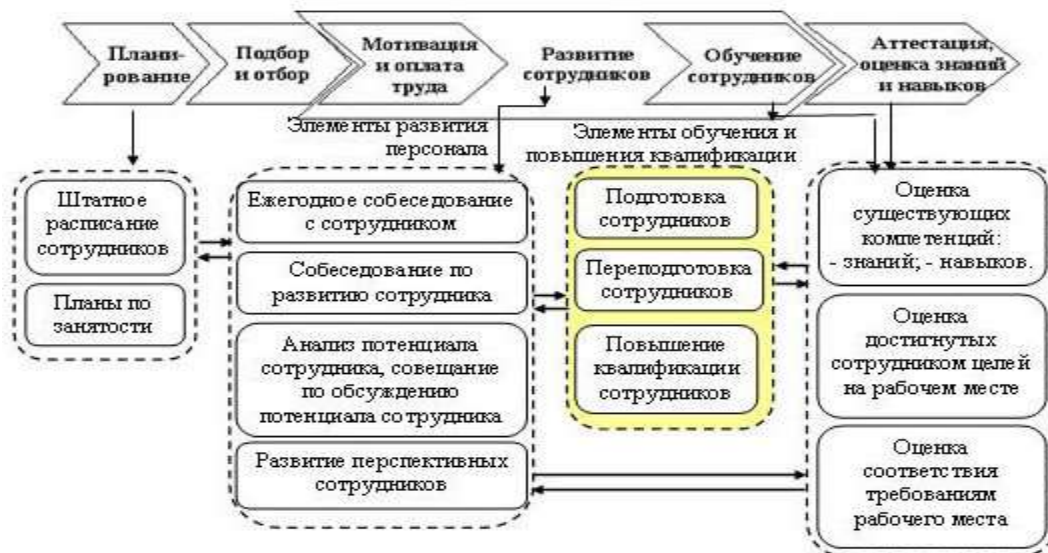 Плани-
рование
Подбор
и отбор
Мотивация
и оплата
труда
Развитие
сотрудников
Обучение
сотрудников
Аттестация,
оценка знаний
и навыков
Элементы развития
персонала
Элементы обучения и
повышения квалификации
Штатное
расписание
сотрудников
Планы по
занятости
Ежегодное собеседование
с сотрудником
Собеседование по
развитию сотрудника
Анализ потенциала
сотрудника, совещание
по обсуждению
потенциала сотрудника
Развитие перспективных
сотрудников
Подготовка
сотрудников
Переподготовка
сотрудников
Повышение
квалификации
сотрудников
Оценка
существующих
компетенций:
- знаний; - навыков.
Оценка
достигнутых
сотрудником целей
на рабочем месте
Оценка
соответствия
требованиям
рабочего места